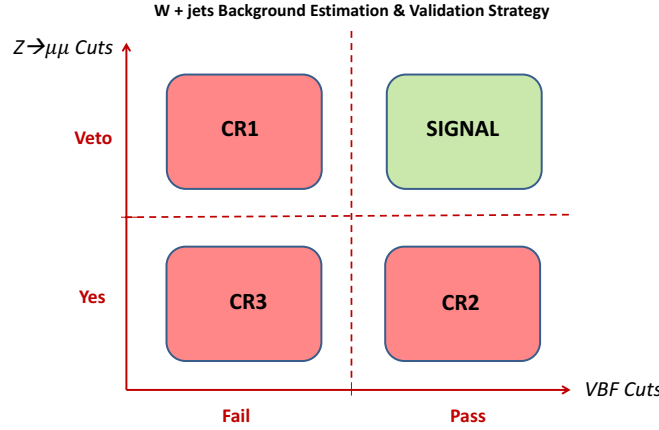 W + jets Background Estimation & Validation Strategy
Z→μμ Cuts
Veto
CR1
SIGNAL
Yes
CR3
CR2
VBF Cuts
Fail
Pass